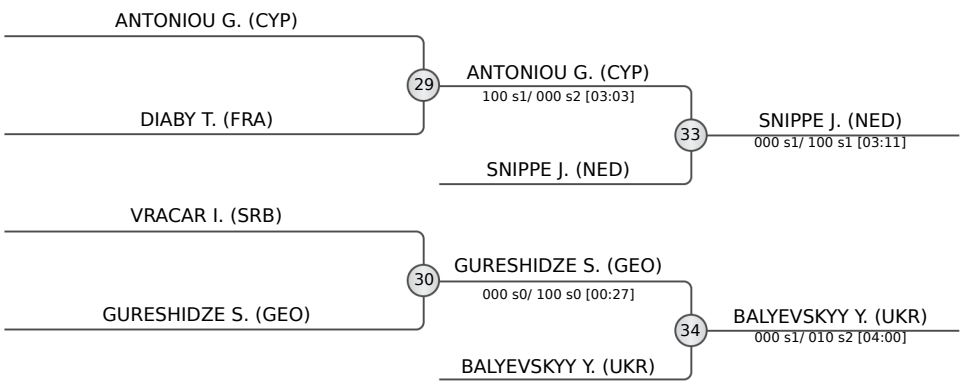 ANTONIOU G. (CYP)
29
DIABY T. (FRA)
ANTONIOU G. (CYP)
100 s1/ 000 s2 [03:03]
33
SNIPPE J. (NED)
SNIPPE J. (NED)
000 s1/ 100 s1 [03:11]
VRACAR I. (SRB)
30
GURESHIDZE S. (GEO)
GURESHIDZE S. (GEO)
000 s0/ 100 s0 [00:27]
34
BALYEVSKYY Y. (UKR)
BALYEVSKYY Y. (UKR)
000 s1/ 010 s2 [04:00]